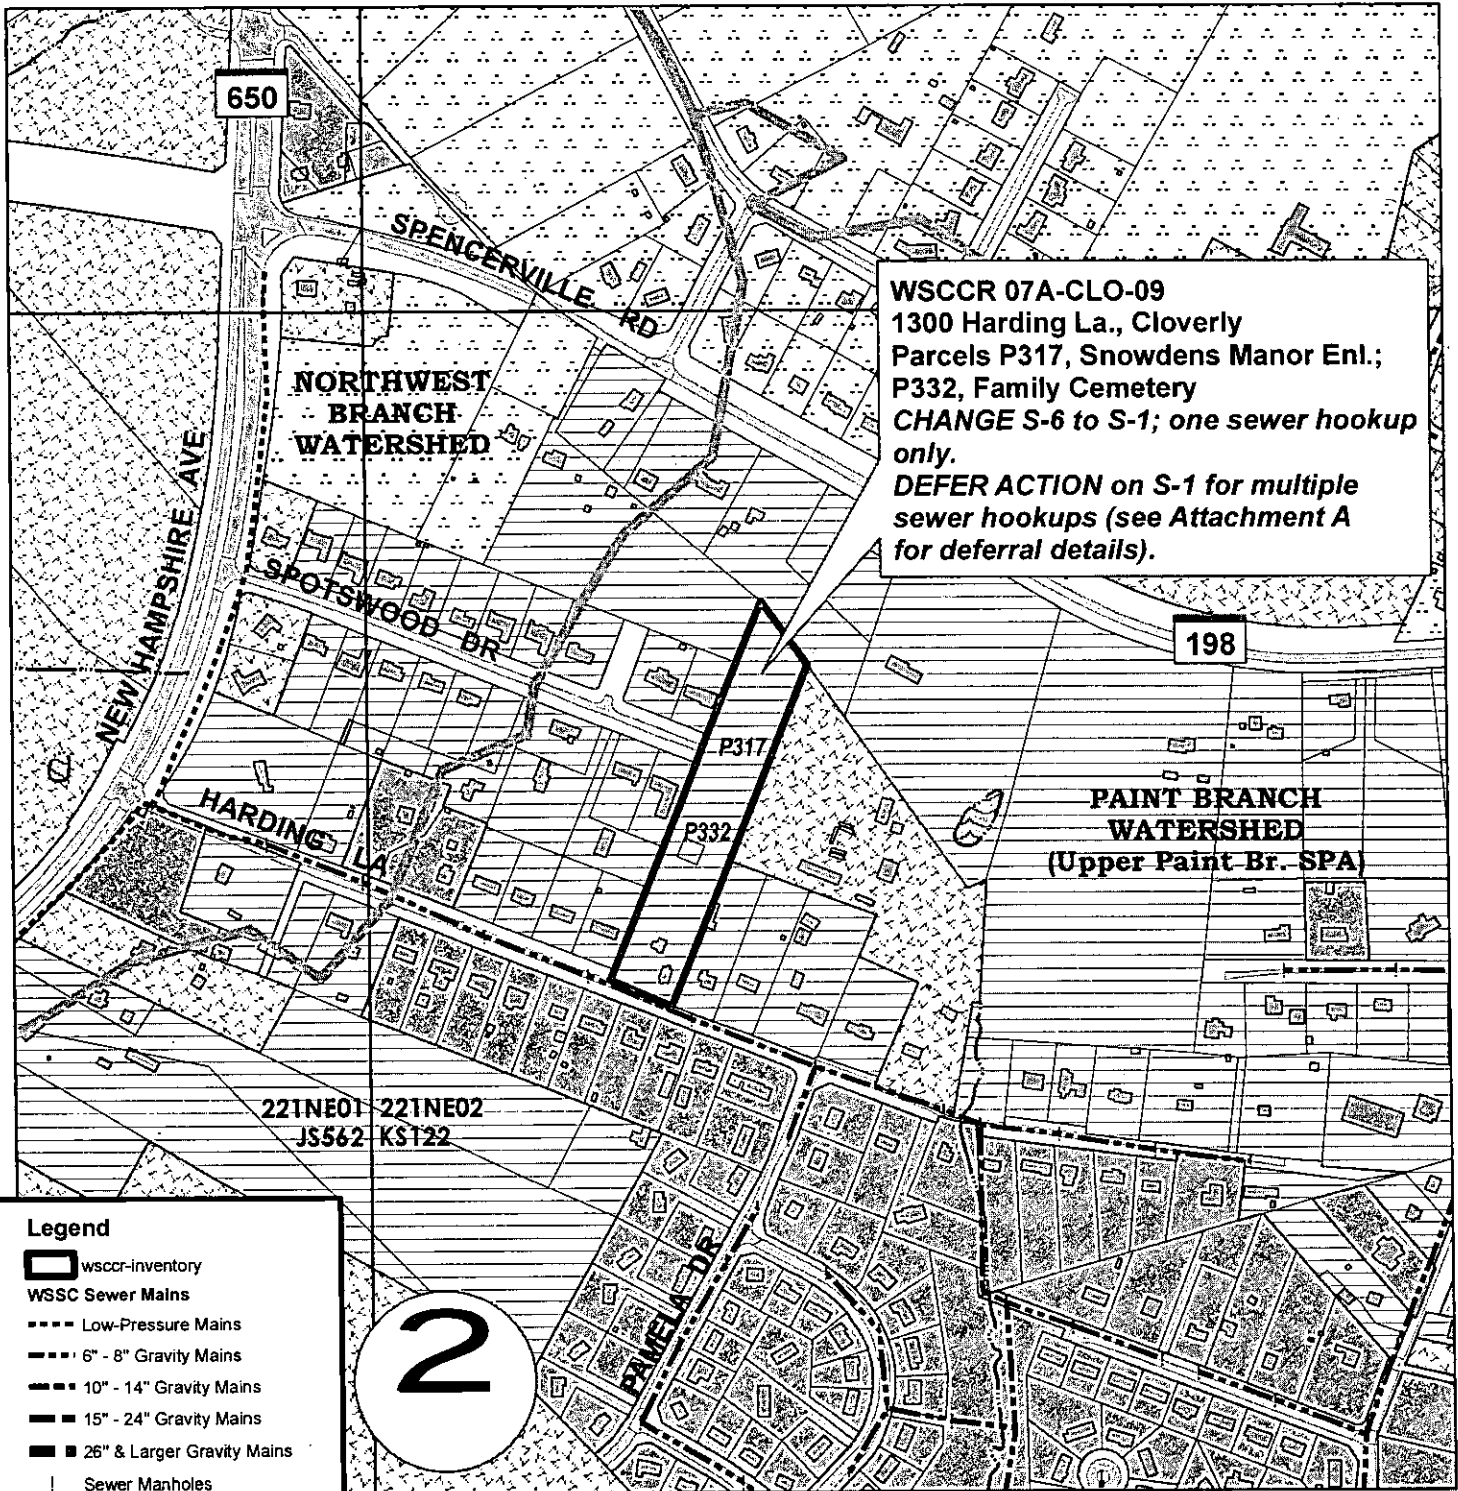 650
SPENCERVILLE RD
WSCCR 07A-CLO-09
1300 Harding La., Cloverly
Parcels P317, Snowdens Manor Enl.;
P332, Family Cemetery
CHANGE S-6 to S-1; one sewer hookup
only.
DEFER ACTION on S-1 for multiple
sewer hookups (see Attachment A
for deferral details).
NORTHWEST
BRANCH
WATERSHED
NEW HAMPSHIRE AVE
SPOTSWOOD DR
198
P317
HARDING LA
P332
PAINT BRANCH
WATERSHED
(Upper Paint Br. SPA)
221NE01 221NE02
JS562 KS122
PAMELA DR
Legend
wsccr-inventory
WSSC Sewer Mains
Low-Pressure Mains
6" - 8" Gravity Mains
10" - 14" Gravity Mains
15" - 24" Gravity Mains
26" & Larger Gravity Mains
Sewer Manholes
2